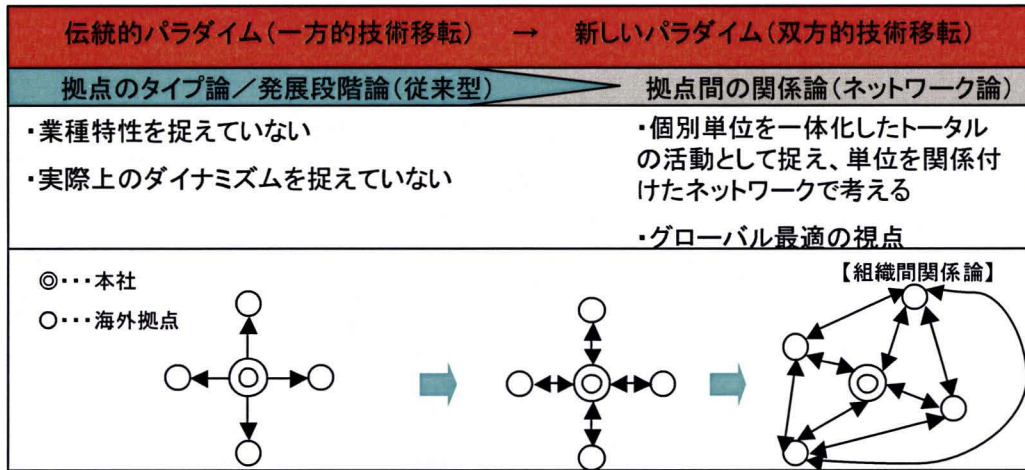 伝統的パラダイム(一方的技術移転) → 新しいパラダイム(双方的技術移転)
拠点のタイプ論/発展段階論(従来型)
拠点間の関係論(ネットワーク論)
・業種特性を捉えていない
・実際上のダイナミズムを捉えていない
・個別単位を一体化したトータル
の活動として捉え、単位を関係付
けたネットワークで考える
・グローバル最適の視点
◎・・・本社
○・・・海外拠点
【組織間関係論】